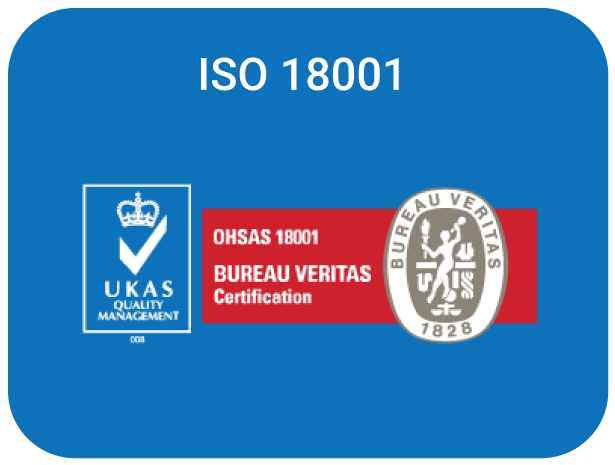 ISO 18001
UKAS
QUALITY
MANAGEMENT
008
OHSAS 18001
BUREAU VERITAS
Certification
BUREAU VERITAS
1828